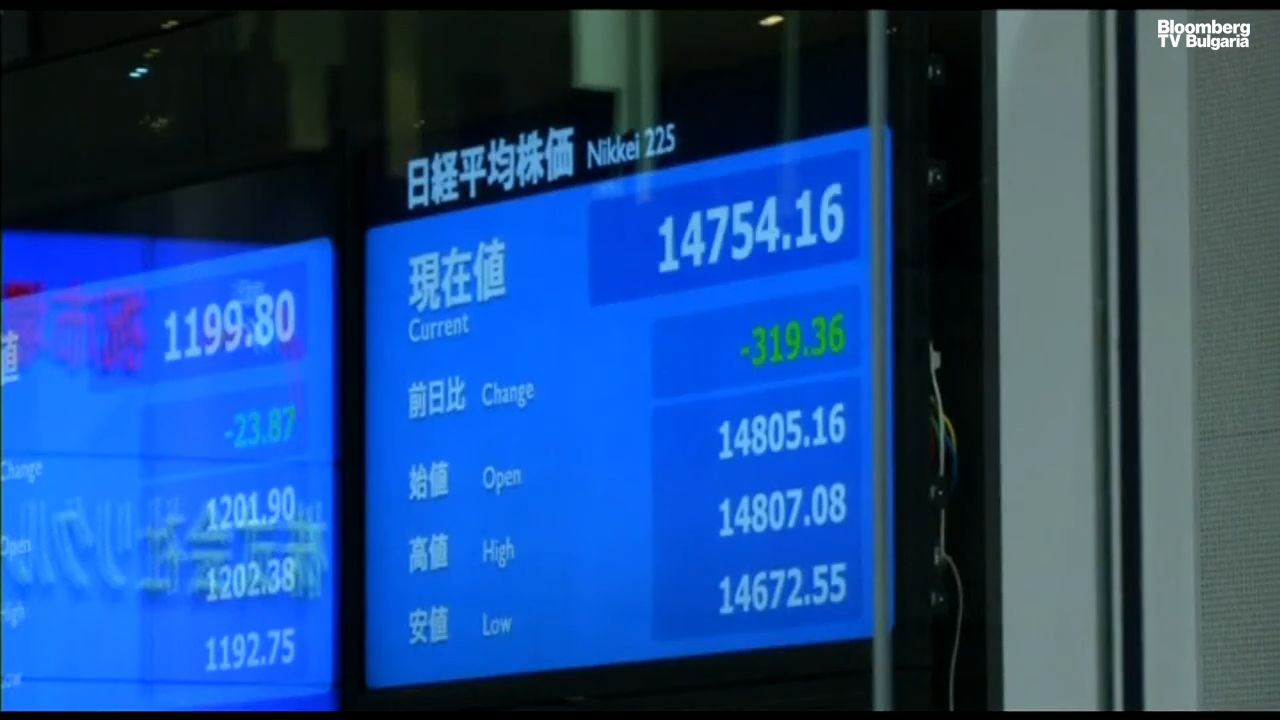 Bloomberg
TV Bulgaria
日経平均株価 Nikkei 225
現在値 14754.16
Current
前日比 Change -319.36
始値 Open 14805.16
高値 High 14807.08
安値 Low 14672.55
値 1199.80
Change -23.87
Open 1201.90
High 1202.38
Low 1192.75